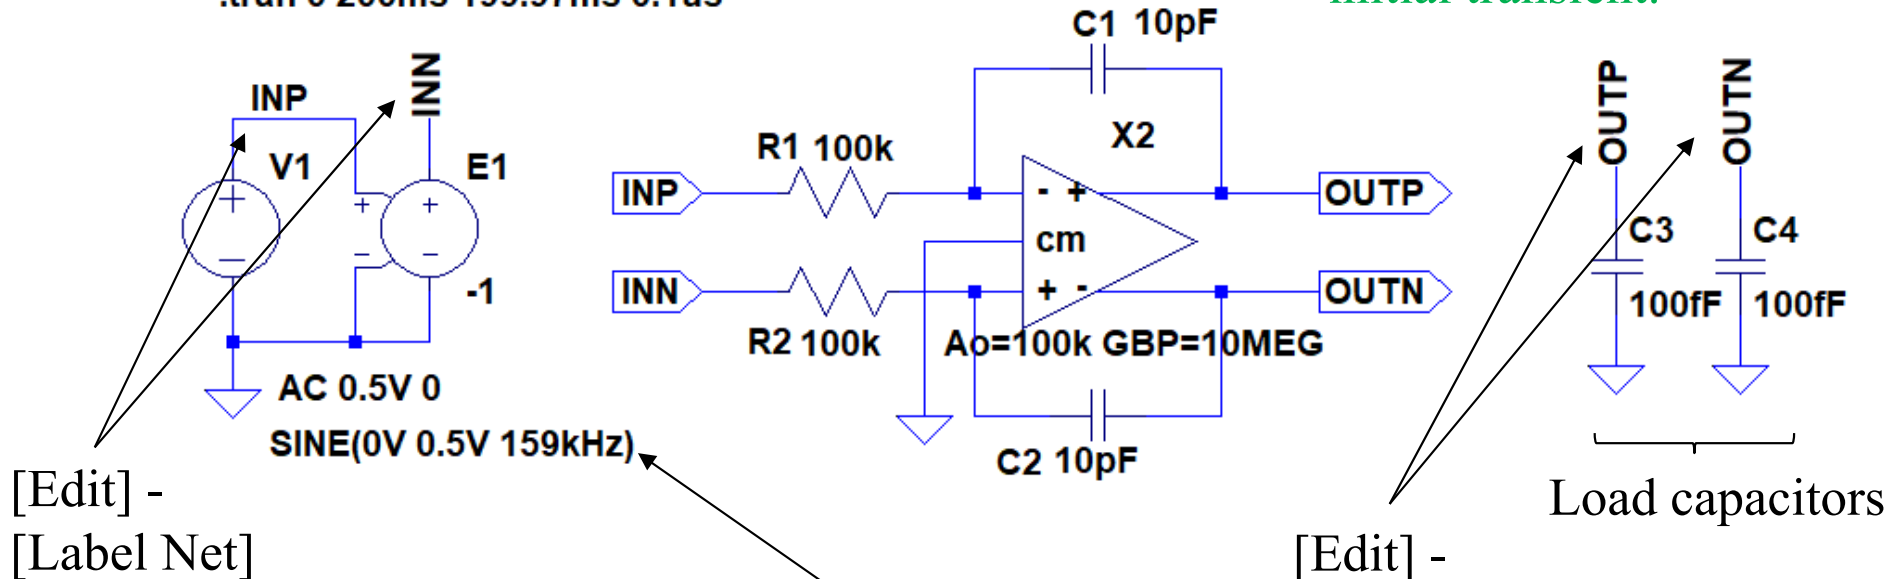 initial transient.
C1 10pF
INP
INN
V1
E1
-1
AC 0.5V 0
SINE(0V 0.5V 159kHz)
R1 100k
X2
INP
- +
OUTP
cm
INN
+ -
OUTN
R2 100k
Ao=100k GBP=10MEG
C2 10pF
OUTP
OUTN
C3
C4
100fF
100fF
Load capacitors
[Edit] -
[Label Net]
[Edit] -